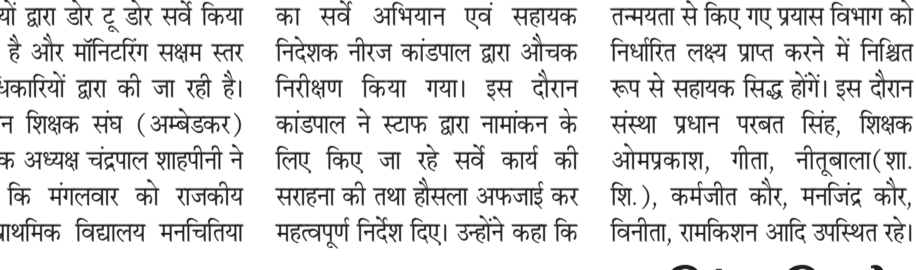 यों द्वारा डोर टू डोर सर्वे किया
है और मॉनिटरिंग सक्षम स्तर
धिकारियों द्वारा की जा रही है।
न शिक्षक संघ (अम्बेडकर)
क अध्यक्ष चंद्रपाल शाहपीनी ने
कि मंगलवार को राजकीय
प्राथमिक विद्यालय मनचितिया
का सर्वे अभियान एवं सहायक
निदेशक नीरज कांडपाल द्वारा औचक
निरीक्षण किया गया। इस दौरान
कांडपाल ने स्टाफ द्वारा नामांकन के
लिए किए जा रहे सर्वे कार्य की
सराहना की तथा हौसला अफजाई कर
महत्वपूर्ण निर्देश दिए। उन्होंने कहा कि
तन्मयता से किए गए प्रयास विभाग को
निर्धारित लक्ष्य प्राप्त करने में निश्चित
रूप से सहायक सिद्ध होंगें। इस दौरान
संस्था प्रधान परबत सिंह, शिक्षक
ओमप्रकाश, गीता, नीतूबाला(शा.
शि.), कर्मजीत कौर, मनजिंद्र कौर,
विनीता, रामकिशन आदि उपस्थित रहे।